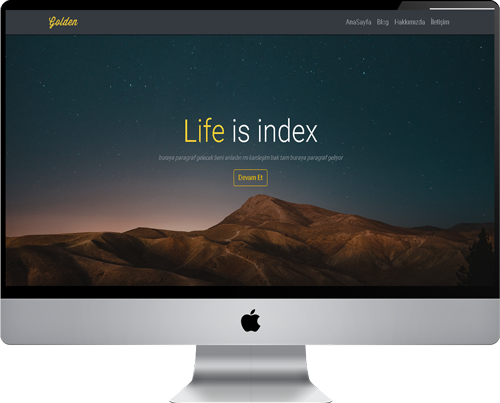 Golden
AnaSayfa Blog Hakkımızda İletişim
Life is index
buraya paragraf gelicek beni anladın mı kardeşim bak tam buraya paragraf geliyor
Devam Et